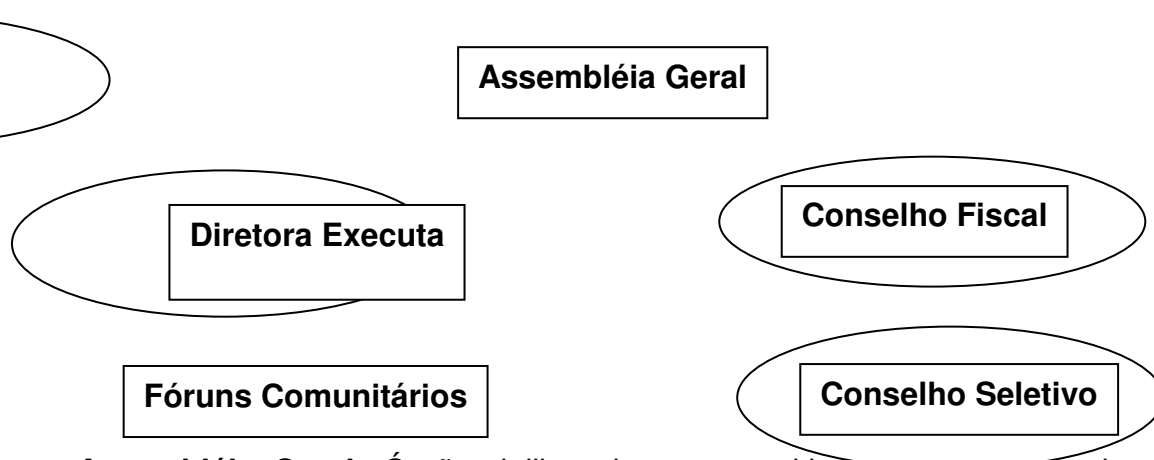 Assembléia Geral
Conselho Fiscal
Diretora Executa
Conselho Seletivo
Fóruns Comunitários